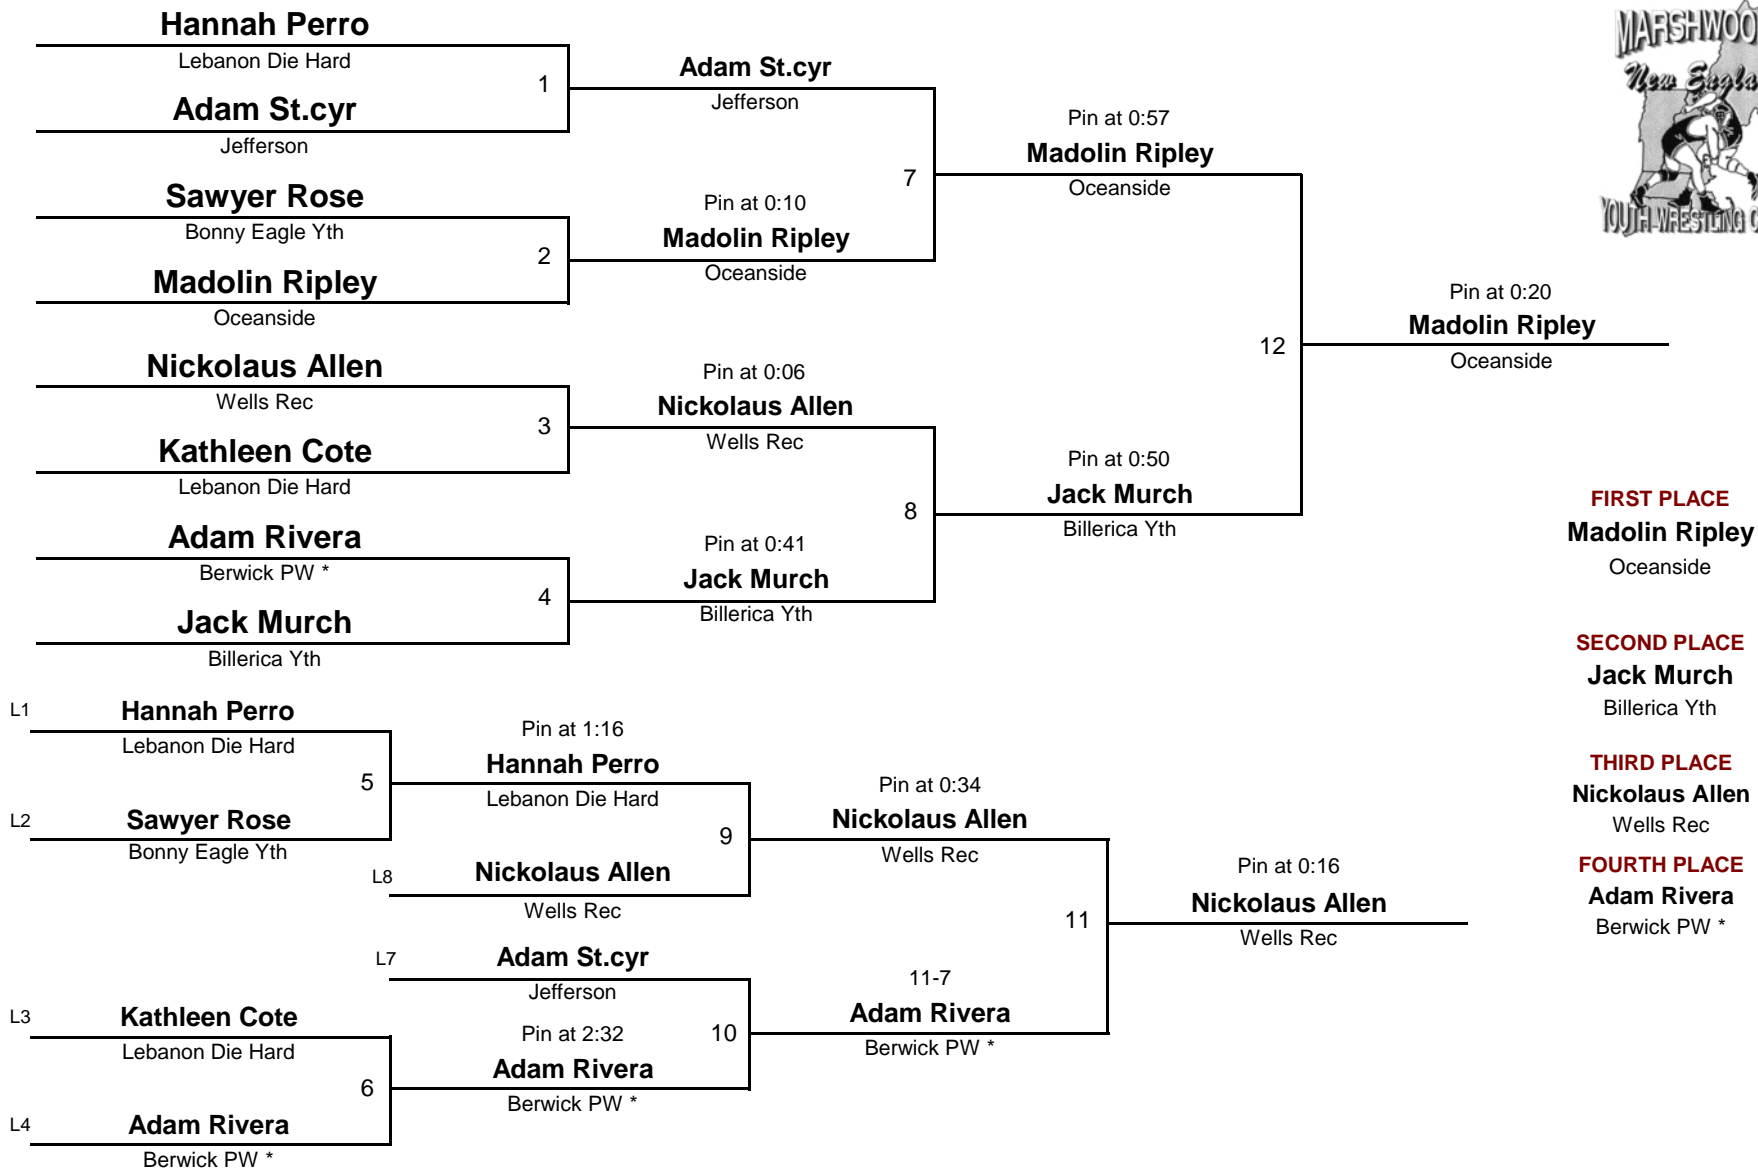 Hannah Perro
Lebanon Die Hard
1
Adam St.cyr
Jefferson
Adam St.cyr
Jefferson
Sawyer Rose
Bonny Eagle Yth
2
Madolin Ripley
Oceanside
Pin at 0:10
Madolin Ripley
Oceanside
7
Pin at 0:57
Madolin Ripley
Oceanside
Nickolaus Allen
Wells Rec
3
Kathleen Cote
Lebanon Die Hard
Pin at 0:06
Nickolaus Allen
Wells Rec
Adam Rivera
Berwick PW *
4
Jack Murch
Billerica Yth
Pin at 0:41
Jack Murch
Billerica Yth
8
Pin at 0:50
Jack Murch
Billerica Yth
12
Pin at 0:20
Madolin Ripley
Oceanside
L1
Hannah Perro
Lebanon Die Hard
5
L2
Sawyer Rose
Bonny Eagle Yth
Pin at 1:16
Hannah Perro
Lebanon Die Hard
9
L8
Nickolaus Allen
Wells Rec
Pin at 0:34
Nickolaus Allen
Wells Rec
L7
Adam St.cyr
Jefferson
L3
Kathleen Cote
Lebanon Die Hard
6
L4
Adam Rivera
Berwick PW *
Pin at 2:32
Adam Rivera
Berwick PW *
10
11-7
Adam Rivera
Berwick PW *
11
Pin at 0:16
Nickolaus Allen
Wells Rec
New
YOUTH WRESTLING
FIRST PLACE
Madolin Ripley
Oceanside
SECOND PLACE
Jack Murch
Billerica Yth
THIRD PLACE
Nickolaus Allen
Wells Rec
FOURTH PLACE
Adam Rivera
Berwick PW *